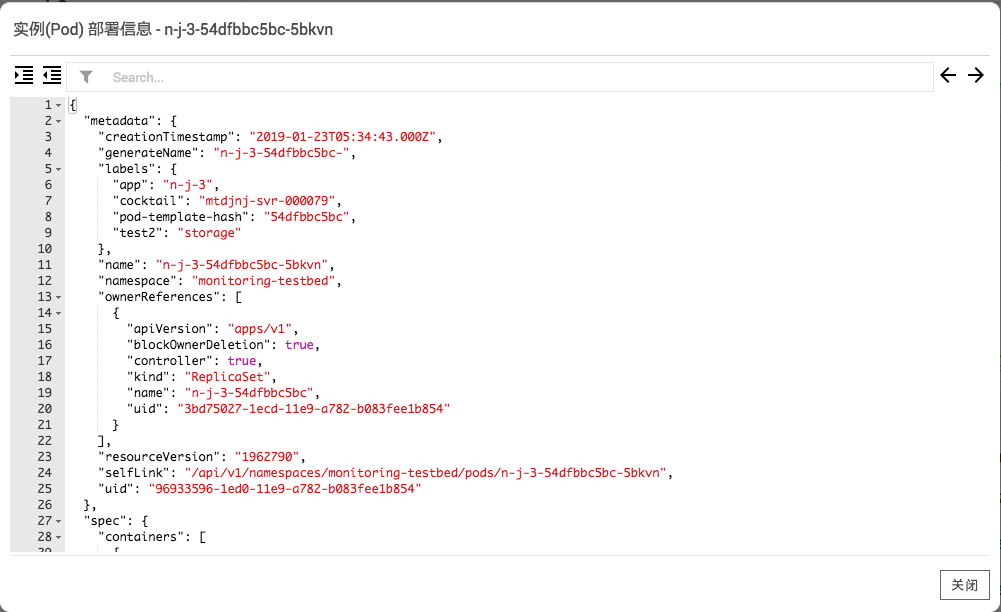 实例(Pod) 部署信息 - n-j-3-54dfbbc5bc-5bkvn
Search...
1 {
2 "metadata": {
3 "creationTimestamp": "2019-01-23T05:34:43.000Z",
4 "generateName": "n-j-3-54dfbbc5bc-",
5 "labels": {
6 "app": "n-j-3",
7 "cocktail": "mtdjnj-svr-000079",
8 "pod-template-hash": "54dfbbc5bc",
9 "test2": "storage"
10 },
11 "name": "n-j-3-54dfbbc5bc-5bkvn",
12 "namespace": "monitoring-testbed",
13 "ownerReferences": [
14 {
15 "apiVersion": "apps/v1",
16 "blockOwnerDeletion": true,
17 "controller": true,
18 "kind": "ReplicaSet",
19 "name": "n-j-3-54dfbbc5bc",
20 "uid": "3bd75027-1ecd-11e9-a782-b083fee1b854"
21 }
22 ],
23 "resourceVersion": "1962790",
24 "selfLink": "/api/v1/namespaces/monitoring-testbed/pods/n-j-3-54dfbbc5bc-5bkvn",
25 "uid": "96933596-1ed0-11e9-a782-b083fee1b854"
26 },
27 "spec": {
28 "containers": [
29 {
关闭